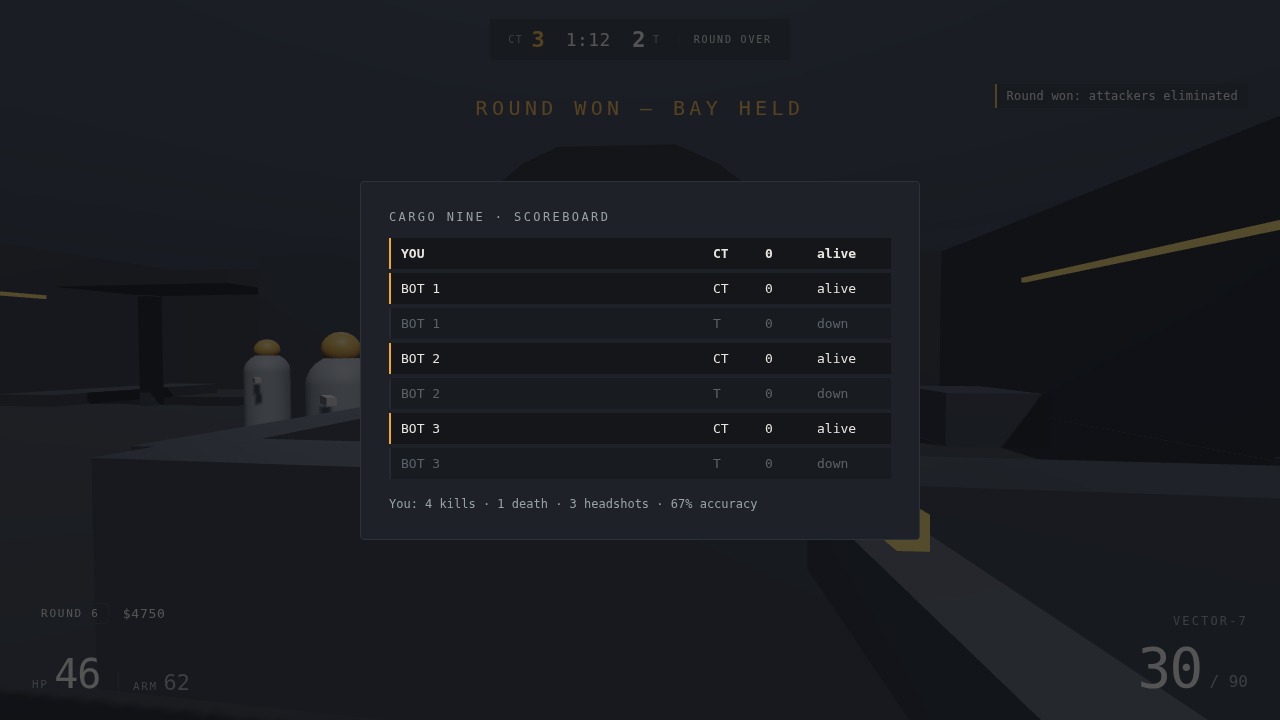 CT 3 1:12 2 T ROUND OVER
ROUND WON — BAY HELD
Round won: attackers eliminated
CARGO NINE · SCOREBOARD
YOU CT 0 alive
BOT 1 CT 0 alive
BOT 1 T 0 down
BOT 2 CT 0 alive
BOT 2 T 0 down
BOT 3 CT 0 alive
BOT 3 T 0 down
You: 4 kills · 1 death · 3 headshots · 67% accuracy
ROUND 6 $4750
HP 46 ARM 62
VECTOR-7
30 / 90